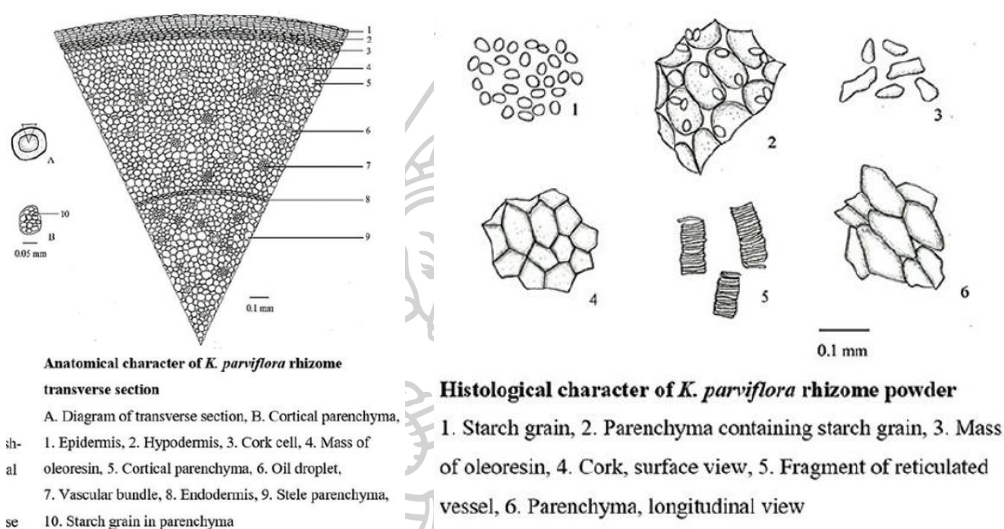 1
2
3
4
5
6
7
8
9
A
10
B
0.05 mm
0.1 mm
Anatomical character of K. parviflora rhizome
transverse section
A. Diagram of transverse section, B. Cortical parenchyma,
1. Epidermis, 2. Hypodermis, 3. Cork cell, 4. Mass of
oleoresin, 5. Cortical parenchyma, 6. Oil droplet,
7. Vascular bundle, 8. Endodermis, 9. Stele parenchyma,
10. Starch grain in parenchyma
sh-
al
se
1
2
3
4
5
6
0.1 mm
Histological character of K. parviflora rhizome powder
1. Starch grain, 2. Parenchyma containing starch grain, 3. Mass
of oleoresin, 4. Cork, surface view, 5. Fragment of reticulated
vessel, 6. Parenchyma, longitudinal view